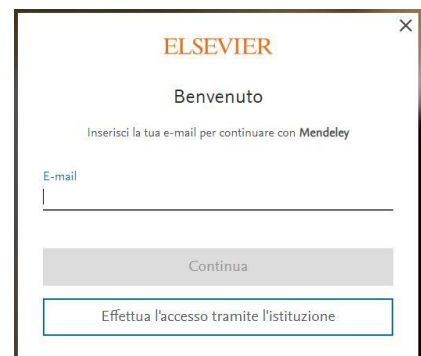 ELSEVIER
Benvenuto
Inserisci la tua e-mail per continuare con Mendeley
E-mail
Continua
Effettua l'accesso tramite l'istituzione